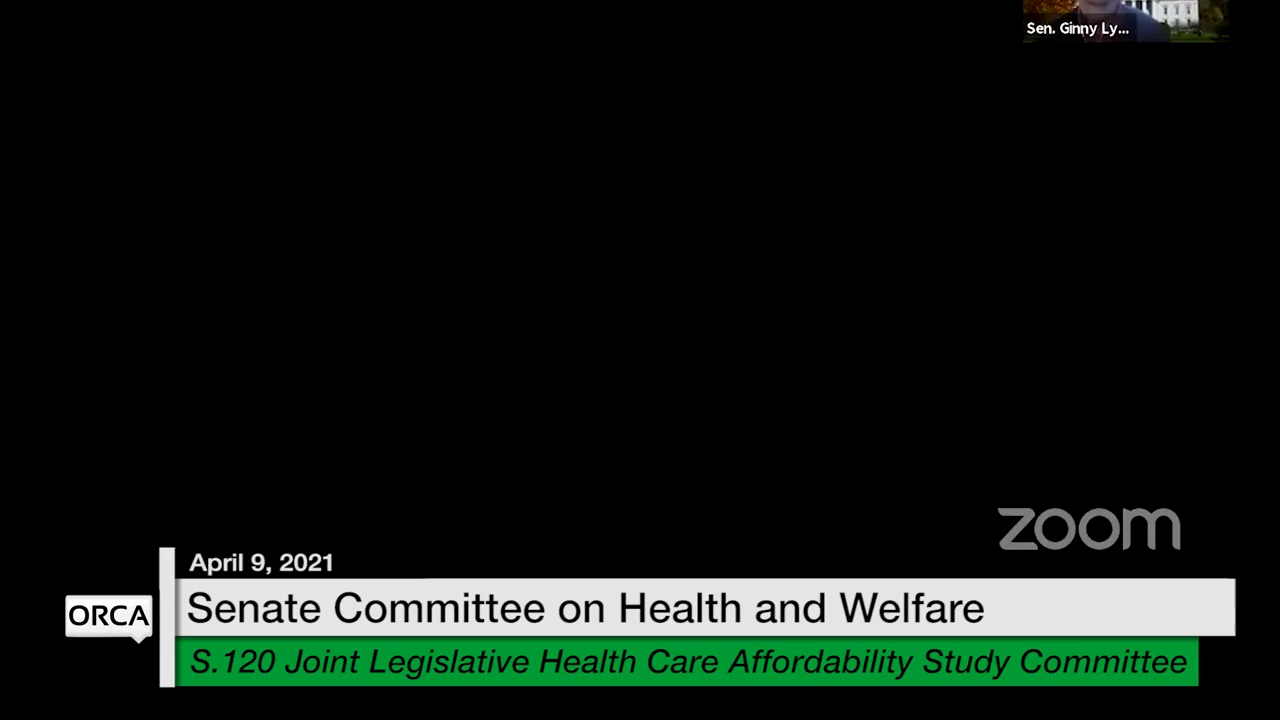 Sen. Ginny Ly...
zoom
April 9, 2021
Senate Committee on Health and Welfare
ORCA
S.120 Joint Legislative Health Care Affordability Study Committee